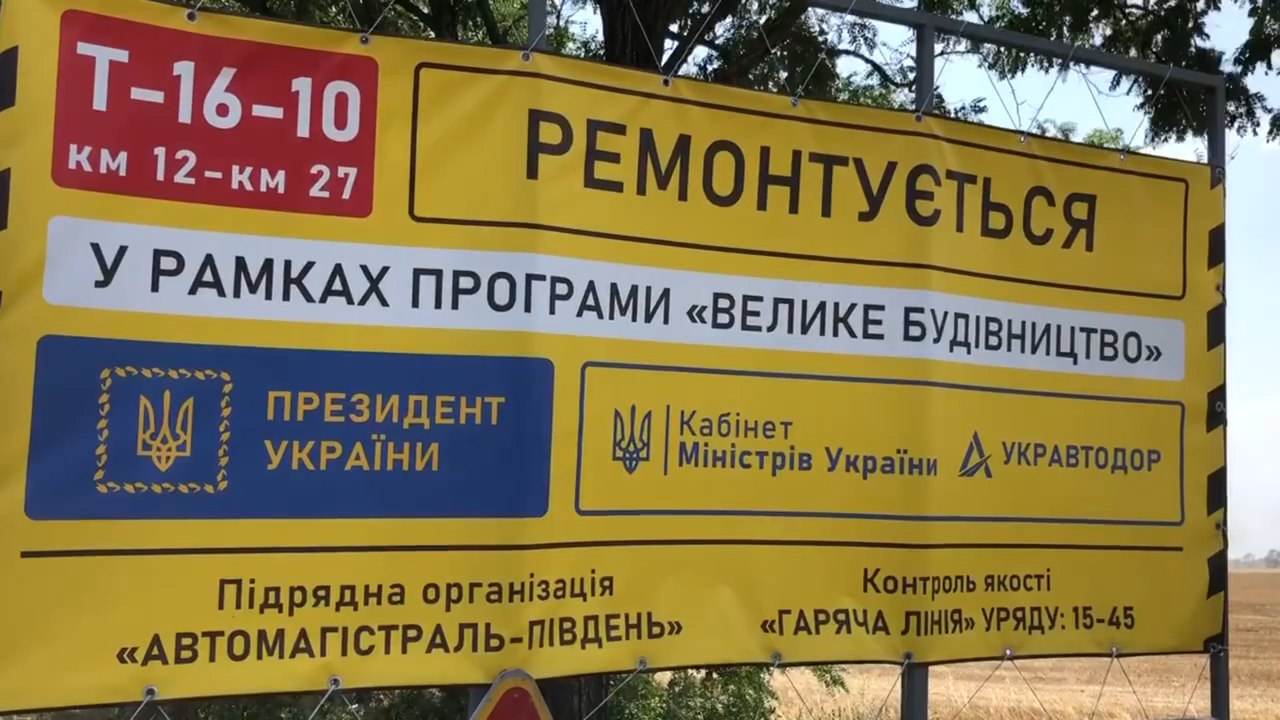 Т-16-10
км 12-км 27
РЕМОНТУЄТЬСЯ
У РАМКАХ ПРОГРАМИ «ВЕЛИКЕ БУДІВНИЦТВО»
ПРЕЗИДЕНТ
УКРАЇНИ
Кабінет
Міністрів України
УКРАВТОДОР
Підрядна організація
«АВТОМАГІСТРАЛЬ-ПІВДЕНЬ»
Контроль якості
«ГАРЯЧА ЛІНІЯ» УРЯДУ: 15-45